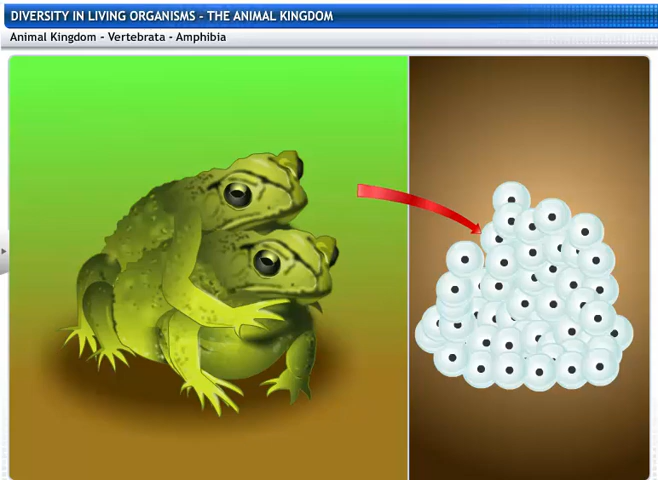 DIVERSITY IN LIVING ORGANISMS - THE ANIMAL KINGDOM
Animal Kingdom - Vertebrata - Amphibia